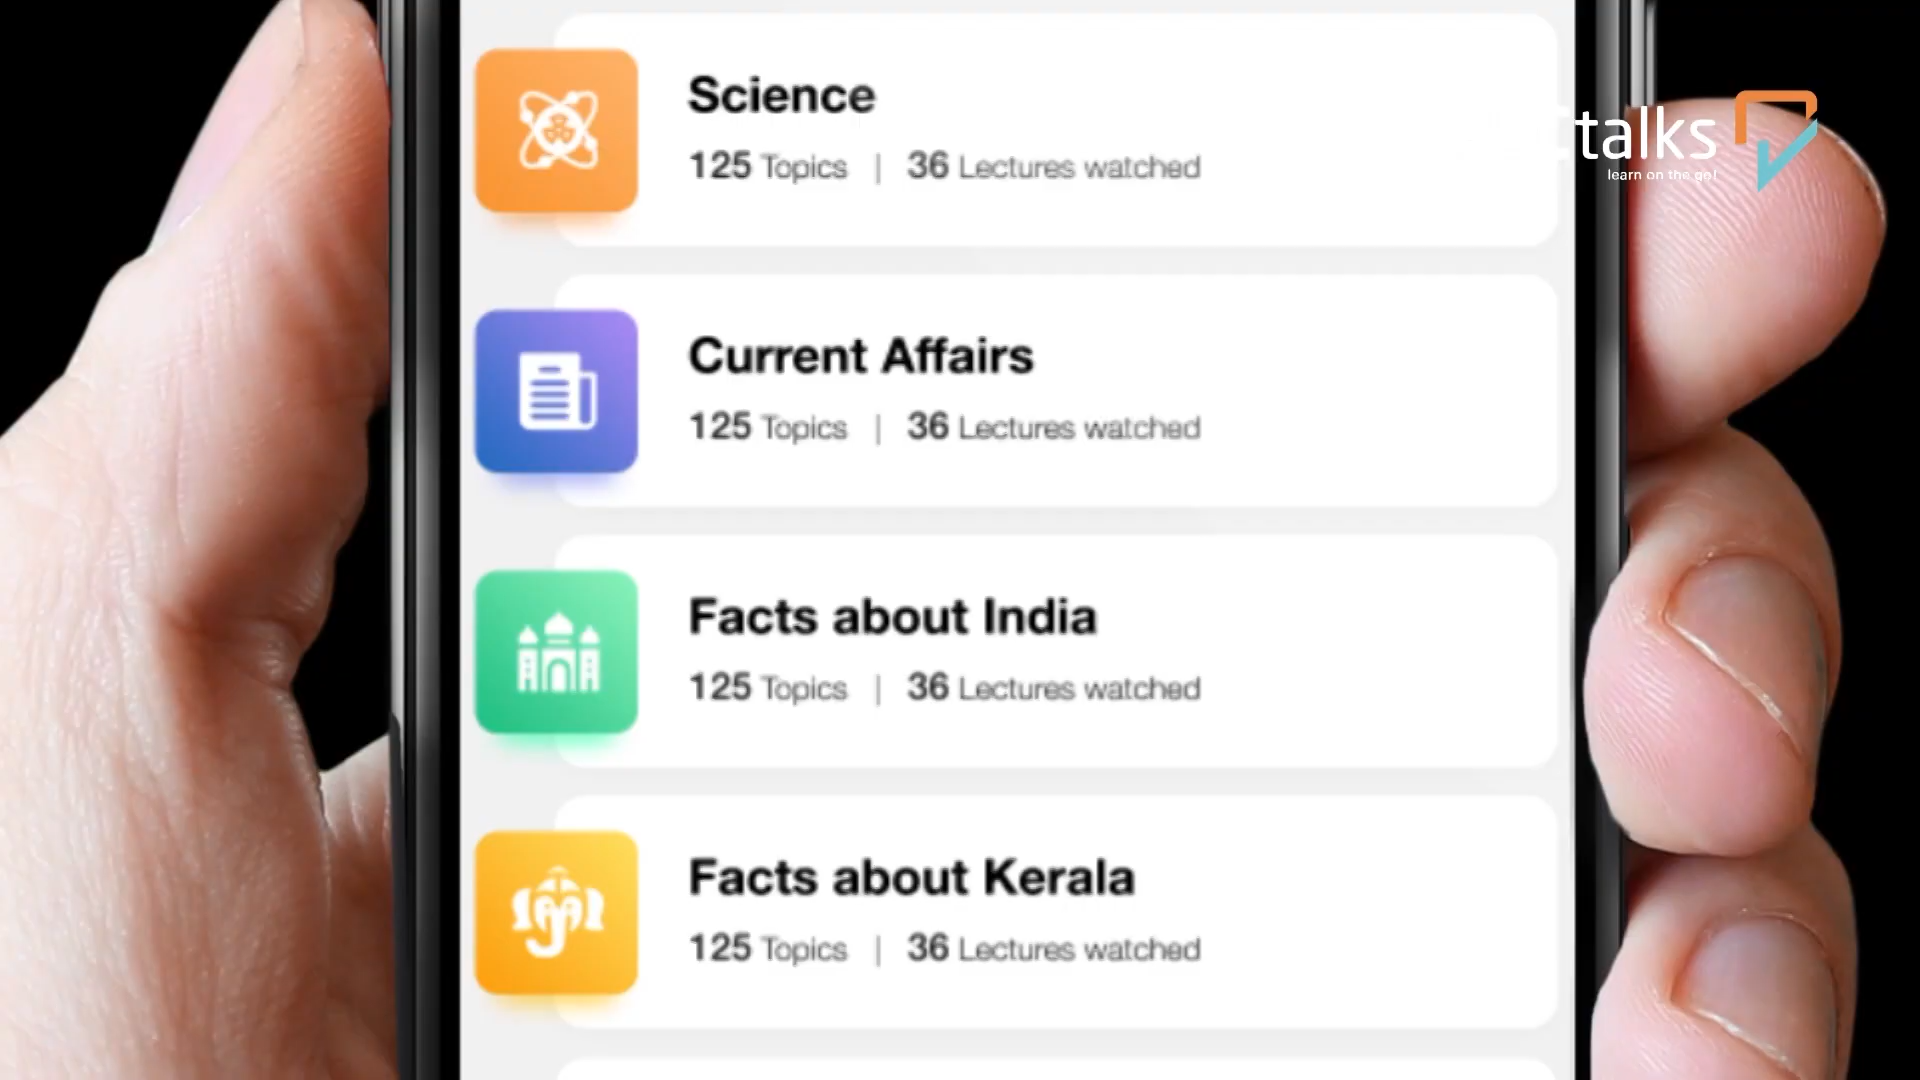 Science
125 Topics | 36 Lectures watched
talks
learn on the go!
Current Affairs
125 Topics | 36 Lectures watched
Facts about India
125 Topics | 36 Lectures watched
Facts about Kerala
125 Topics | 36 Lectures watched